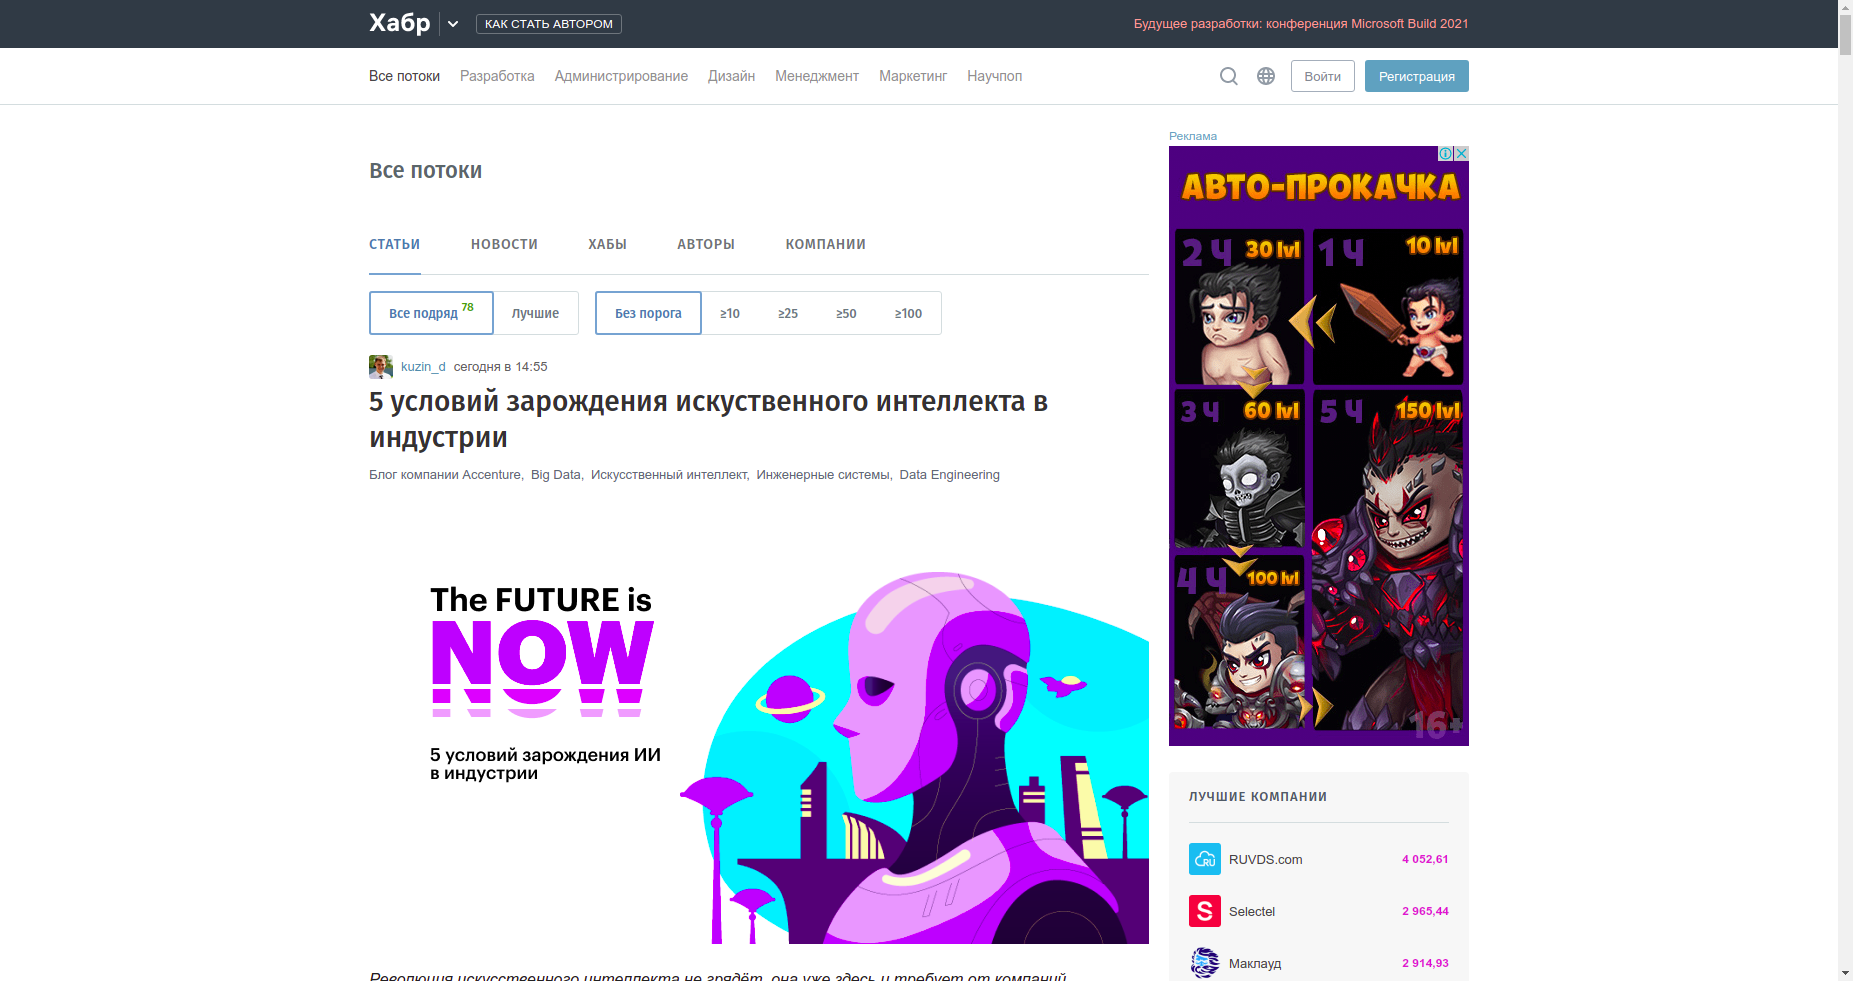 Хабр
КАК СТАТЬ АВТОРОМ
Будущее разработки: конференция Microsoft Build 2021
Все потоки Разработка Администрирование Дизайн Менеджмент Маркетинг Научпоп
Войти
Регистрация
Все потоки
СТАТЬИ НОВОСТИ ХАБЫ АВТОРЫ КОМПАНИИ
Все подряд 78 Лучшие Без порога ≥10 ≥25 ≥50 ≥100
kuzin_d сегодня в 14:55
5 условий зарождения искуственного интеллекта в
индустрии
Блог компании Accenture, Big Data, Искусственный интеллект, Инженерные системы, Data Engineering
The FUTURE is
NOW
5 условий зарождения ИИ
в индустрии
Революция искусственного интеллекта не грядёт, она уже здесь и требует от компаний
Реклама
АВТО-ПРОКАЧКА
2 Ч 30 lvl
1 Ч 10 lvl
3 Ч 60 lvl
5 Ч 150 lvl
4 Ч 100 lvl
16+
ЛУЧШИЕ КОМПАНИИ
RU RUVDS.com 4 052,61
S Selectel 2 965,44
Маклауд 2 914,93